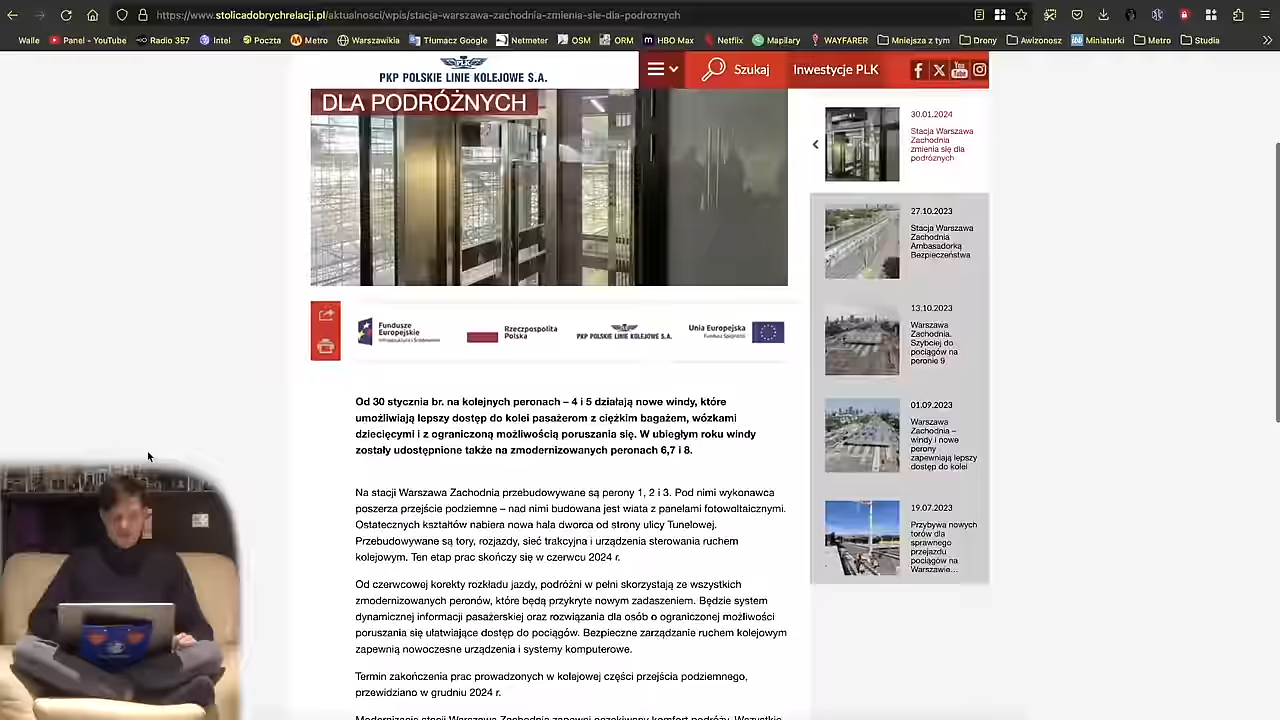 https://www.stolicadobrychrelacji.pl/aktualnosci/wpis/stacja-warszawa-zachodnia-zmienia-sie-dla-podroznych
Walle Panel - YouTube Radio 357 Intel Poczta Metro Warszawikia Tłumacz Google Netmeter OSM ORM HBO Max Netflix Mapilary WAYFARER Mniejsza z tym Drony Awizonosz Miniatırki Metro Studia
PLK
PKP POLSKIE LINIE KOLEJOWE S.A.
Szukaj
Inwestycje PLK
You Tube
DLA PODRÓŻNYCH
Fundusze
Europejskie
Infrastruktura i Środowisko
Rzeczpospolita
Polska
PKP POLSKIE LINIE KOLEJOWE S.A.
Unia Europejska
Fundusz Spójności
Od 30 stycznia br. na kolejnych peronach – 4 i 5 działają nowe windy, które
umożliwiają lepszy dostęp do kolei pasażerom z ciężkim bagażem, wózkami
dziecięcymi i z ograniczoną możliwością poruszania się. W ubiegłym roku windy
zostały udostępnione także na zmodernizowanych peronach 6,7 i 8.
Na stacji Warszawa Zachodnia przebudowywane są perony 1, 2 i 3. Pod nimi wykonawca
poszerza przejście podziemne – nad nimi budowana jest wiata z panelami fotowoltaicznymi.
Ostatecznych kształtów nabiera nowa hala dworca od strony ulicy Tunelowej.
Przebudowywane są tory, rozjazdy, sieć trakcyjna i urządzenia sterowania ruchem
kolejowym. Ten etap prac skończy się w czerwcu 2024 r.
Od czerwcowej korekty rozkładu jazdy, podróżni w pełni skorzystają ze wszystkich
zmodernizowanych peronów, które będą przykryte nowym zadaszeniem. Będzie system
dynamicznej informacji pasażerskiej oraz rozwiązania dla osób o ograniczonej możliwości
poruszania się ułatwiające dostęp do pociągów. Bezpieczne zarządzanie ruchem kolejowym
zapewnią nowoczesne urządzenia i systemy komputerowe.
Termin zakończenia prac prowadzonych w kolejowej części przejścia podziemnego,
przewidziano w grudniu 2024 r.
Modernizacja stacji Warszawa Zachodnia zapewni oczekiwany komfort podróży. Wszystkie
30.01.2024
Stacja Warszawa
Zachodnia
zmienia się dla
podróżnych
27.10.2023
Stacja Warszawa
Zachodnia
Ambasadorką
Bezpieczeństwa
13.10.2023
Warszawa
Zachodnia.
Szybciej do
pociągów na
peronie 9
01.09.2023
Warszawa
Zachodnia –
windy i nowe
perony
zapewniają lepszy
dostęp do kolei
19.07.2023
Przybywa nowych
torów dla
sprawnego
przejazdu
pociągów na
Warszawie...